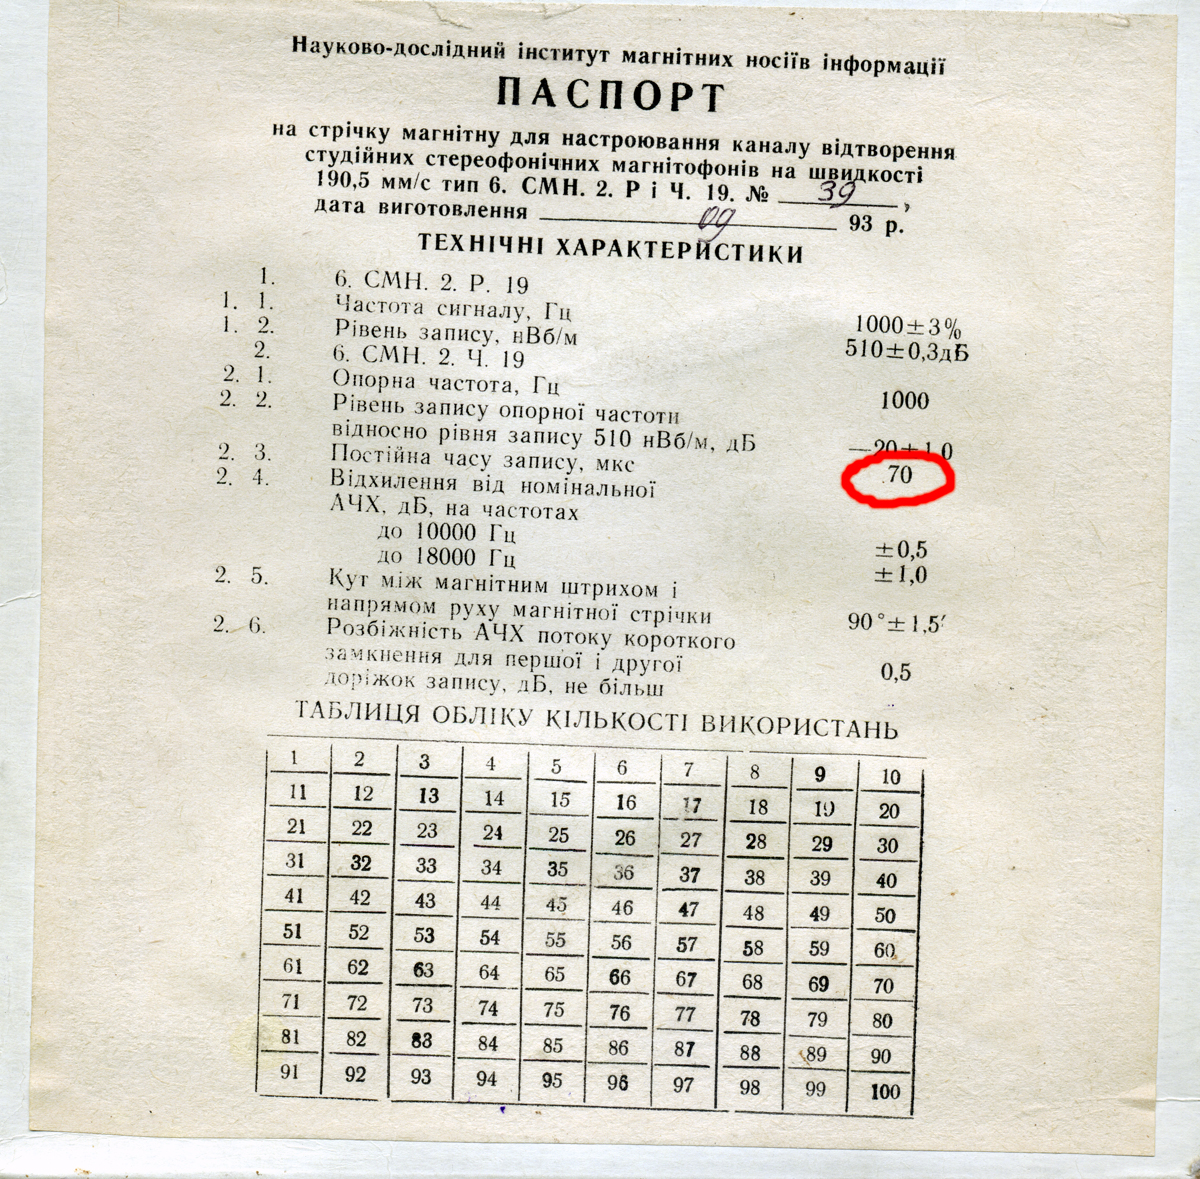 Науково-дослідний інститут магнітних носіїв інформації
ПАСПОРТ
на стрічку магнітну для настроювання каналу відтворення
студійних стереофонічних магнітофонів на швидкості
190,5 мм/с тип 6. СМН. 2. Р і Ч. 19. № 39,
дата виготовлення 09 93 р.
ТЕХНІЧНІ ХАРАКТЕРИСТИКИ
1. 6. СМН. 2. Р. 19
1. 1. Частота сигналу, Гц 1000±3%
1. 2. Рівень запису, нВб/м 510±0,3дБ
2. 6. СМН. 2. Ч. 19
2. 1. Опорна частота, Гц 1000
2. 2. Рівень запису опорної частоти
відносно рівня запису 510 нВб/м, дБ —20±1,0
2. 3. Постійна часу запису, мкс 70
2. 4. Відхилення від номінальної
АЧХ, дБ, на частотах
до 10000 Гц ±0,5
до 18000 Гц ±1,0
2. 5. Кут між магнітним штрихом і
напрямом руху магнітної стрічки 90°±1,5′
2. 6. Розбіжність АЧХ потоку короткого
замкнення для першої і другої
доріжок запису, дБ, не більш 0,5
ТАБЛИЦЯ ОБЛІКУ КІЛЬКОСТІ ВИКОРИСТАНЬ
1 2 3 4 5 6 7 8 9 10
11 12 13 14 15 16 17 18 19 20
21 22 23 24 25 26 27 28 29 30
31 32 33 34 35 36 37 38 39 40
41 42 43 44 45 46 47 48 49 50
51 52 53 54 55 56 57 58 59 60
61 62 63 64 65 66 67 68 69 70
71 72 73 74 75 76 77 78 79 80
81 82 83 84 85 86 87 88 89 90
91 92 93 94 95 96 97 98 99 100